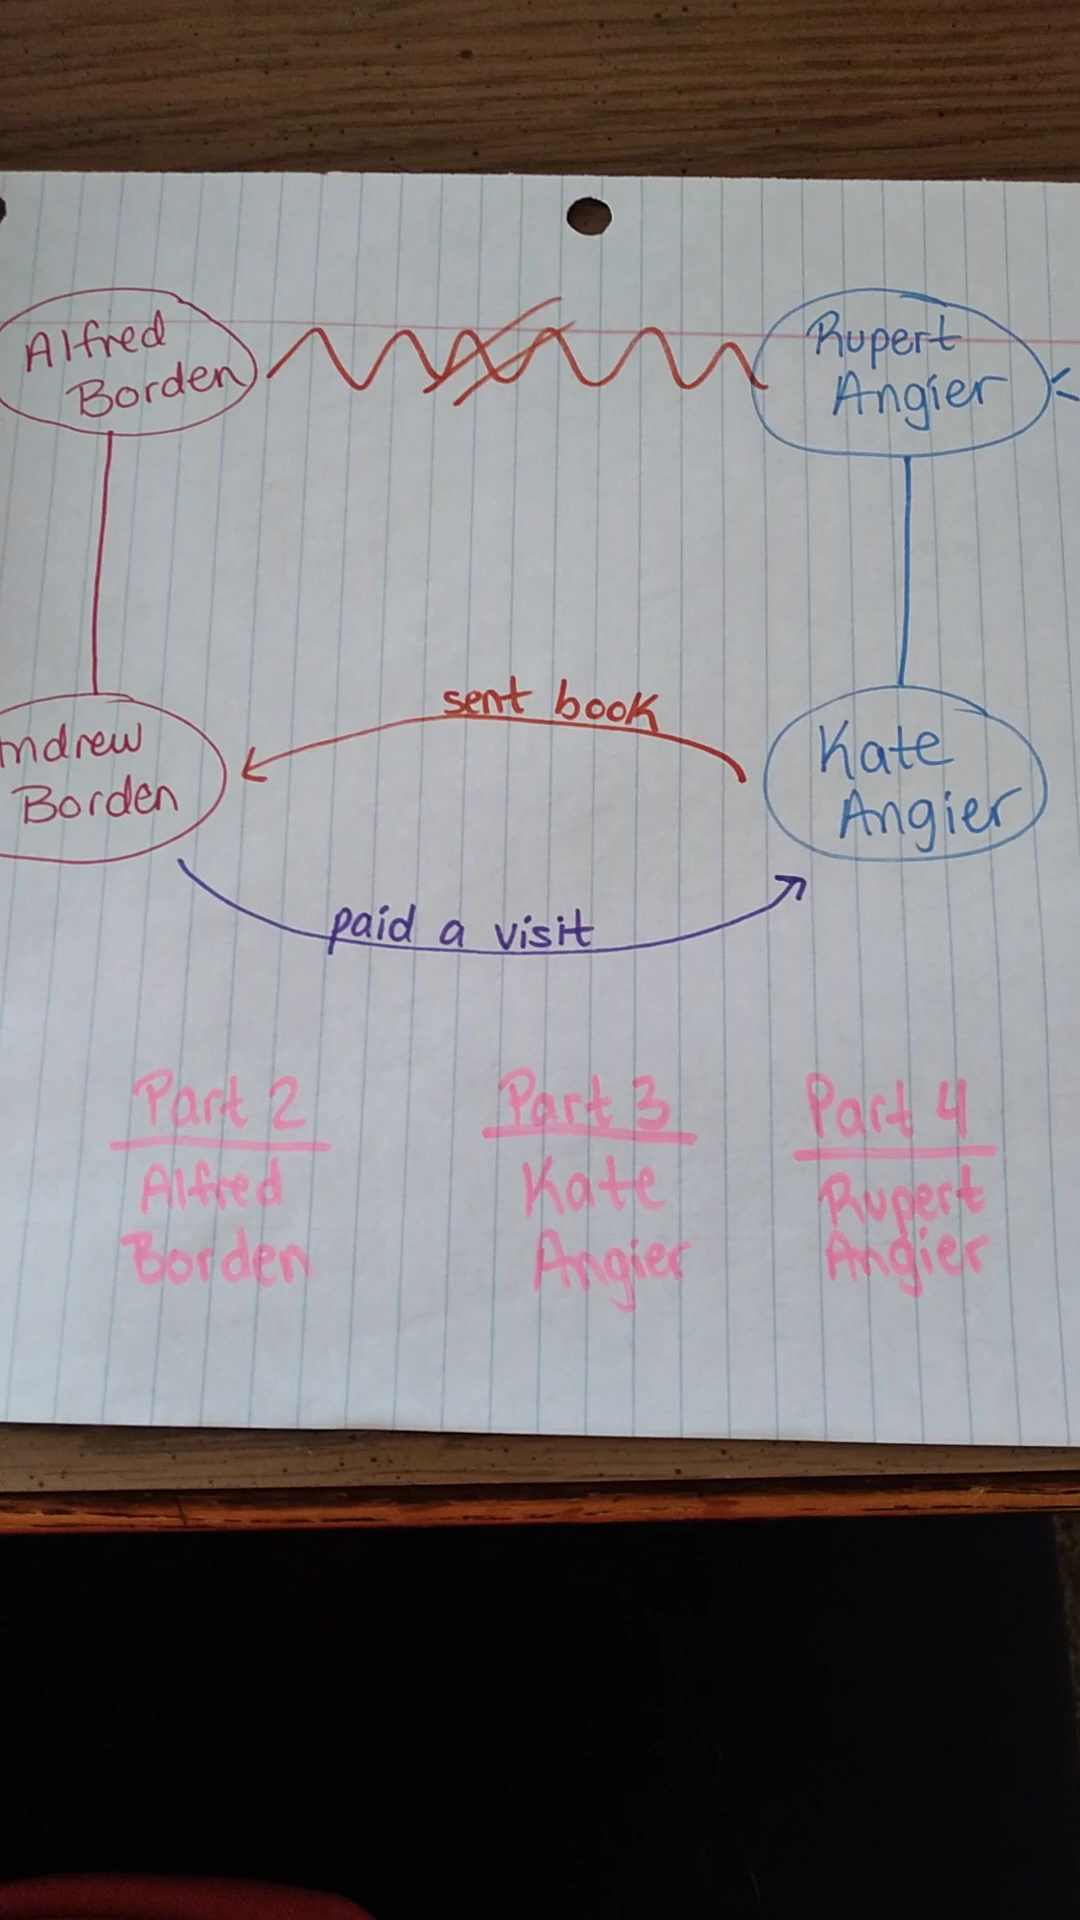 Alfred
Borden
Rupert
Angier
sent book
ndrew
Borden
Kate
Angier
paid a visit
Part 2
Alfred
Borden
Part 3
Kate
Angier
Part 4
Rupert
Angier